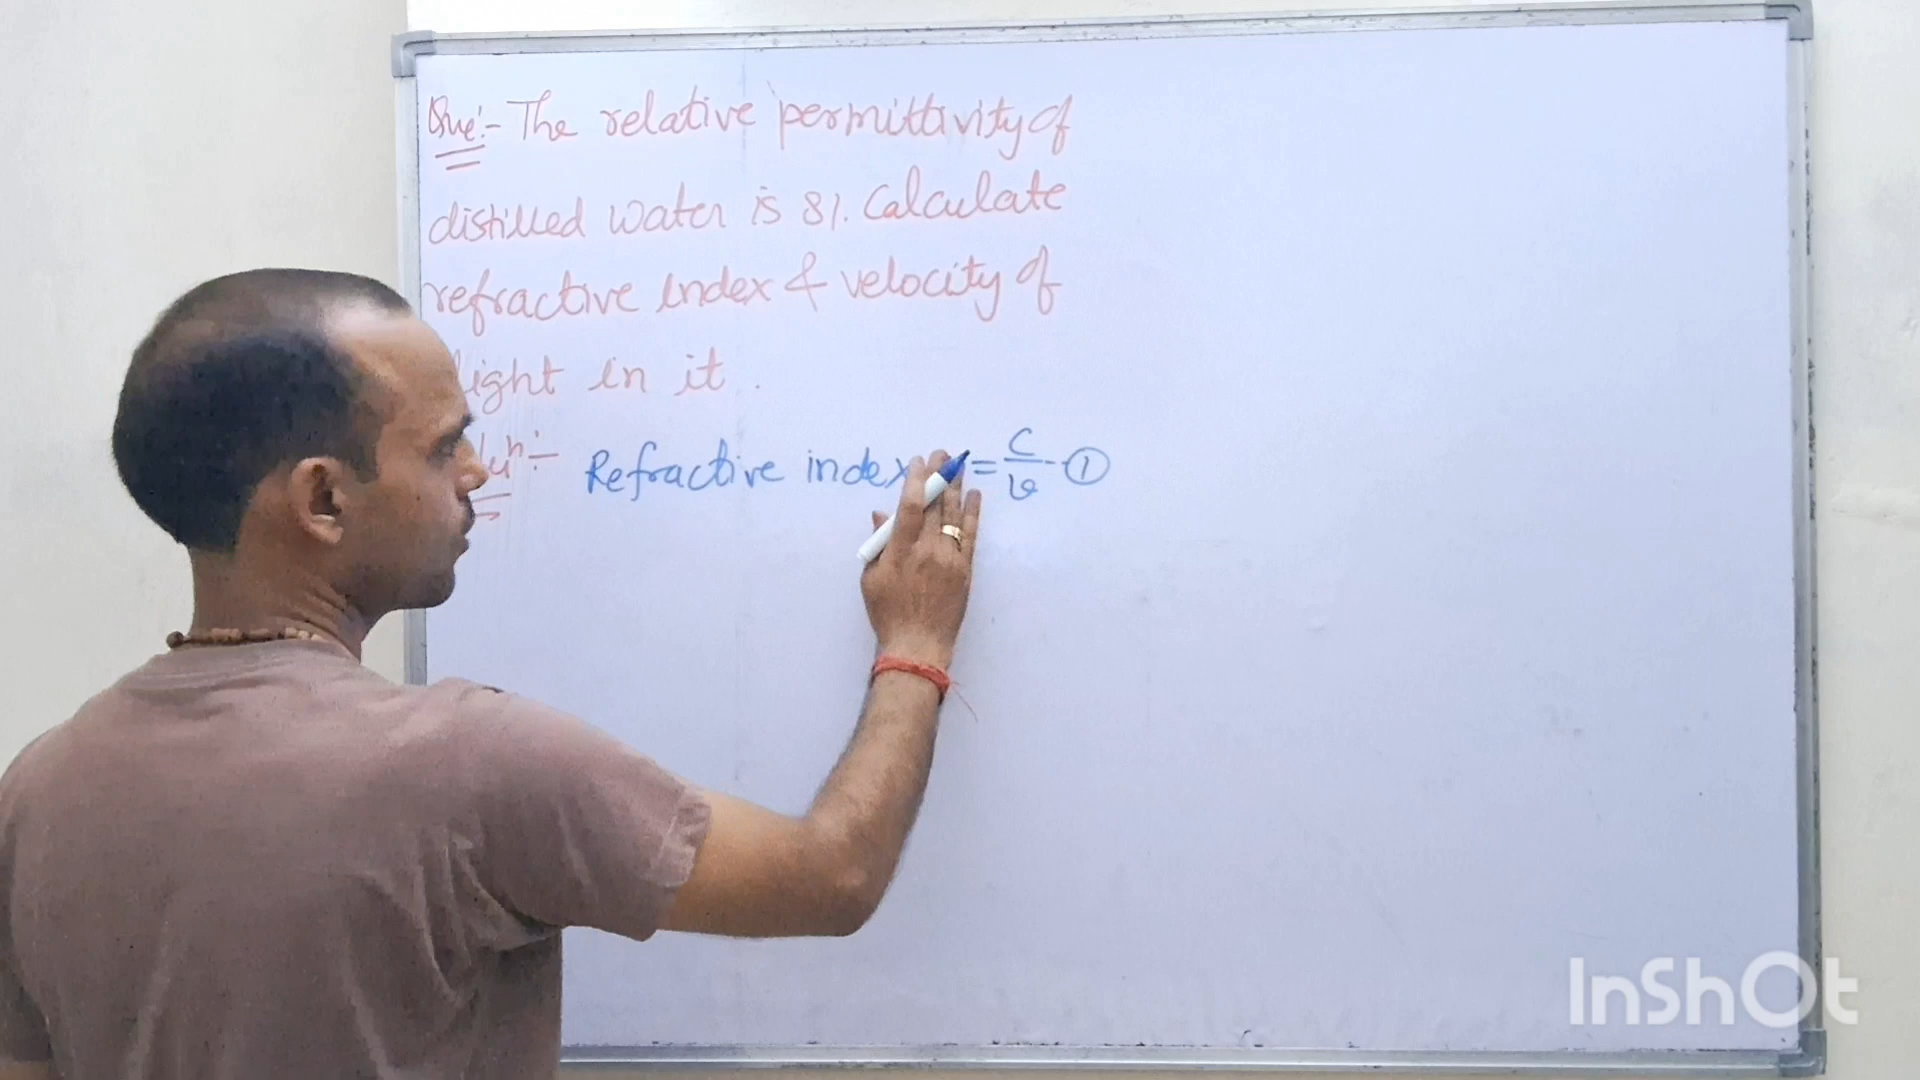 Que:- The relative permittivity of
distilled water is 81. Calculate
refractive index & velocity of
light in it.
Refractive index = c/v - ①
InShOt